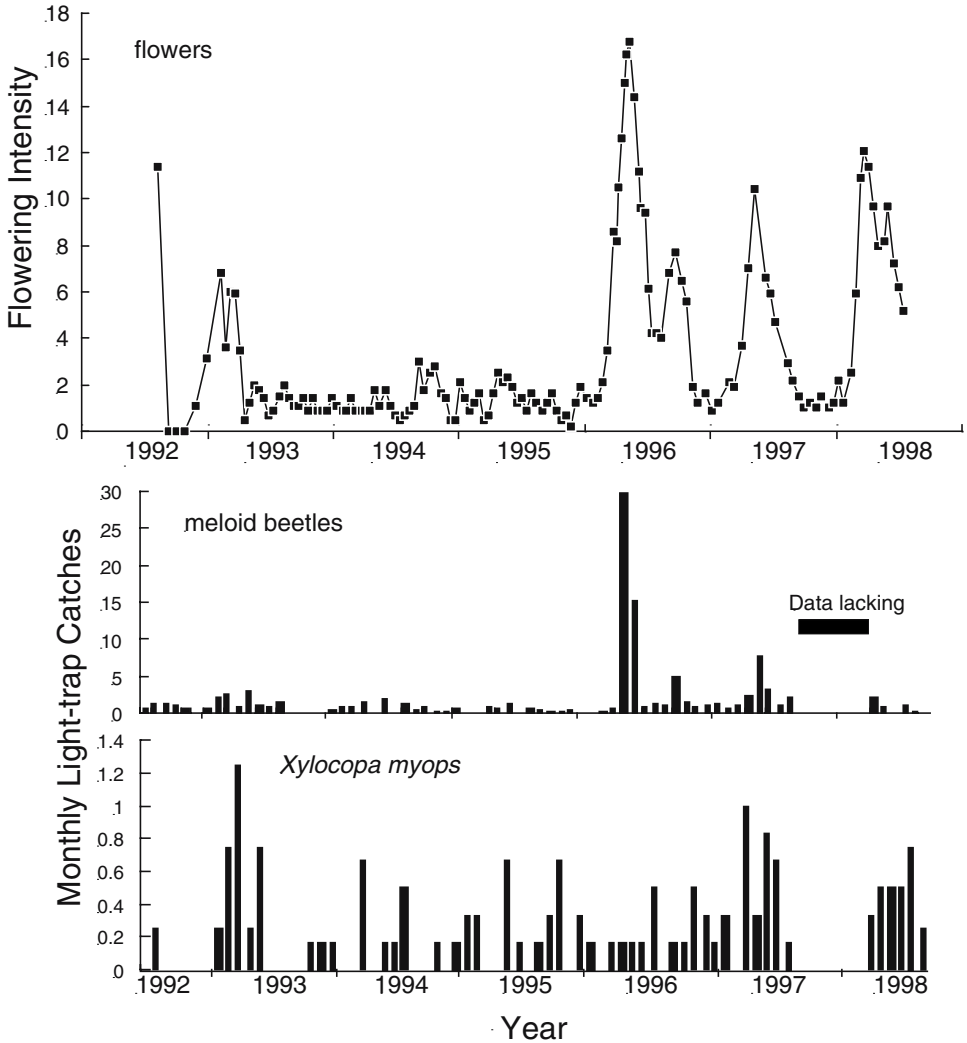 18
flowers
16
14
12
10
8
6
4
2
0
Flowering Intensity
1992 1993 1994 1995 1996 1997 1998
30
meloid beetles
25
20
15
Data lacking
10
5
0
1.4
Xylocopa myops
1.2
1
0.8
0.6
0.4
0.2
0
Monthly Light-trap Catches
1992 1993 1994 1995 1996 1997 1998
Year